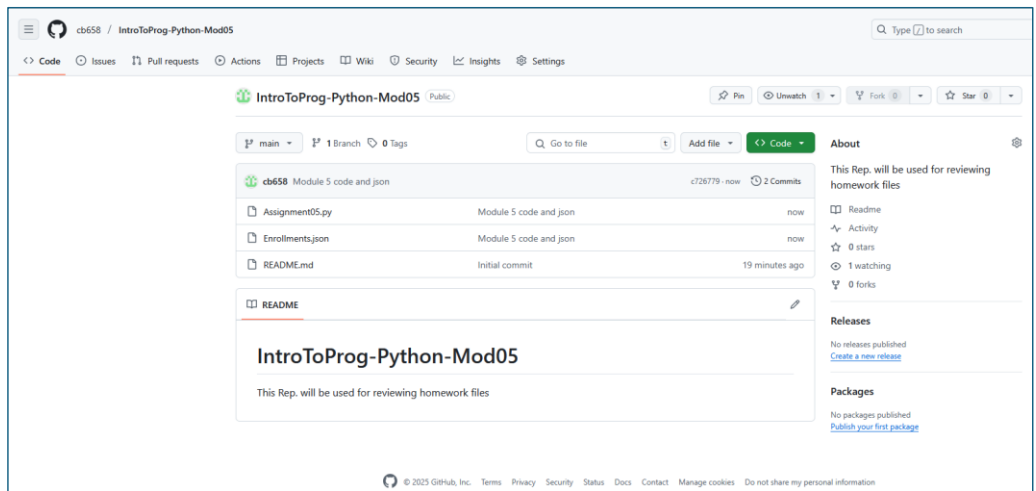 cb658 / IntroToProg-Python-Mod05
Type / to search
Code Issues Pull requests Actions Projects Wiki Security Insights Settings
IntroToProg-Python-Mod05 Public
Pin Unwatch 1 Fork 0 Star 0
main 1 Branch 0 Tags Go to file t Add file Code
cb658 Module 5 code and json c726779 · now 2 Commits
Assignment05.py Module 5 code and json now
Enrollments.json Module 5 code and json now
README.md Initial commit 19 minutes ago
README
IntroToProg-Python-Mod05
This Rep. will be used for reviewing homework files
About
This Rep. will be used for reviewing
homework files
Readme
Activity
0 stars
1 watching
0 forks
Releases
No releases published
Create a new release
Packages
No packages published
Publish your first package
© 2025 GitHub, Inc. Terms Privacy Security Status Docs Contact Manage cookies Do not share my personal information